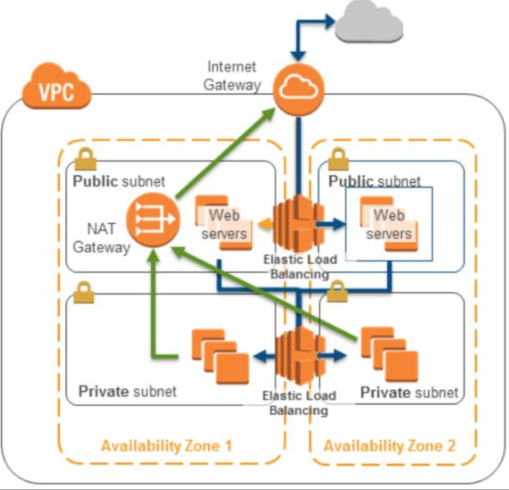 Internet
Gateway
VPC
Public subnet
Public subnet
NAT
Gateway
Web
servers
Web
servers
Elastic Load
Balancing
Private subnet
Private subnet
Elastic Load
Balancing
Availability Zone 1
Availability Zone 2